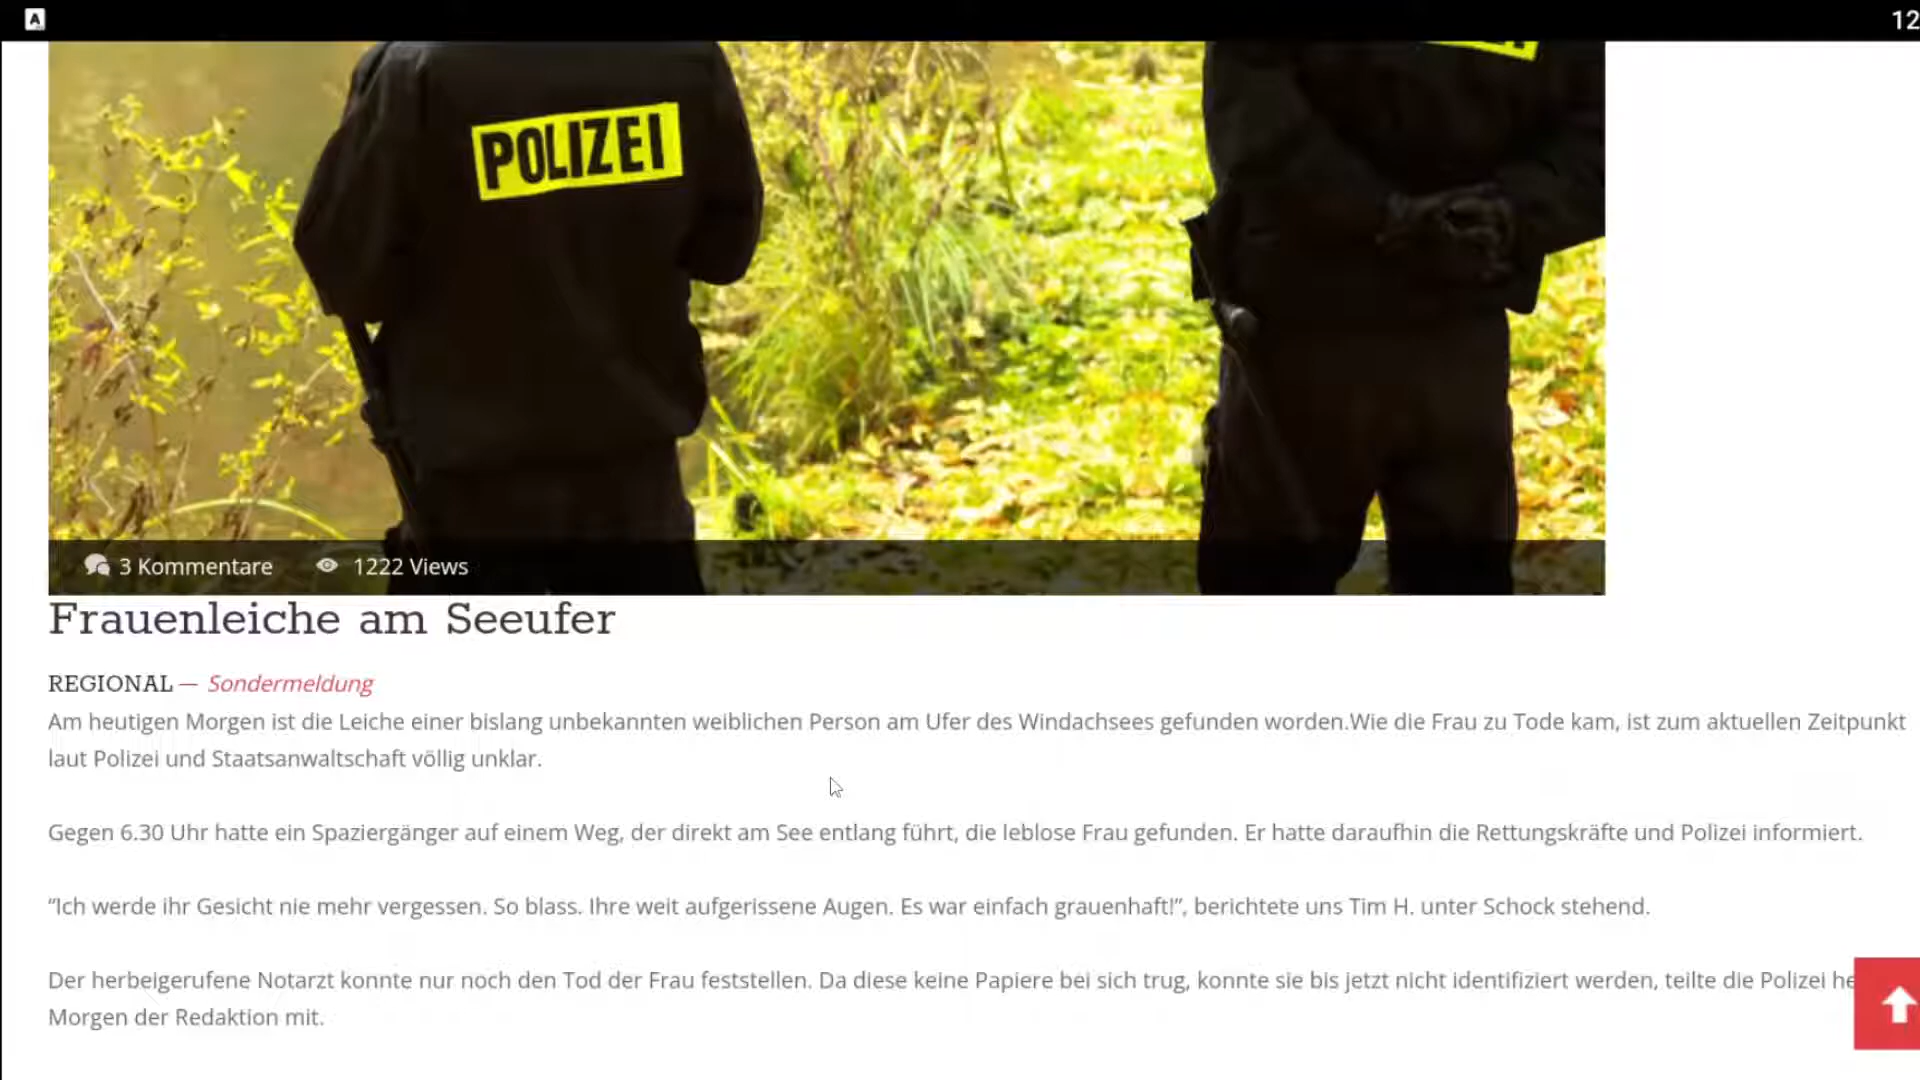 A
12
POLIZEI
3 Kommentare 1222 Views
Frauenleiche am Seeufer
REGIONAL — Sondermeldung
Am heutigen Morgen ist die Leiche einer bislang unbekannten weiblichen Person am Ufer des Windachsees gefunden worden.Wie die Frau zu Tode kam, ist zum aktuellen Zeitpunkt
laut Polizei und Staatsanwaltschaft völlig unklar.
Gegen 6.30 Uhr hatte ein Spaziergänger auf einem Weg, der direkt am See entlang führt, die leblose Frau gefunden. Er hatte daraufhin die Rettungskräfte und Polizei informiert.
“Ich werde ihr Gesicht nie mehr vergessen. So blass. Ihre weit aufgerissene Augen. Es war einfach grauenhaft!”, berichtete uns Tim H. unter Schock stehend.
Der herbeigerufene Notarzt konnte nur noch den Tod der Frau feststellen. Da diese keine Papiere bei sich trug, konnte sie bis jetzt nicht identifiziert werden, teilte die Polizei he
Morgen der Redaktion mit.